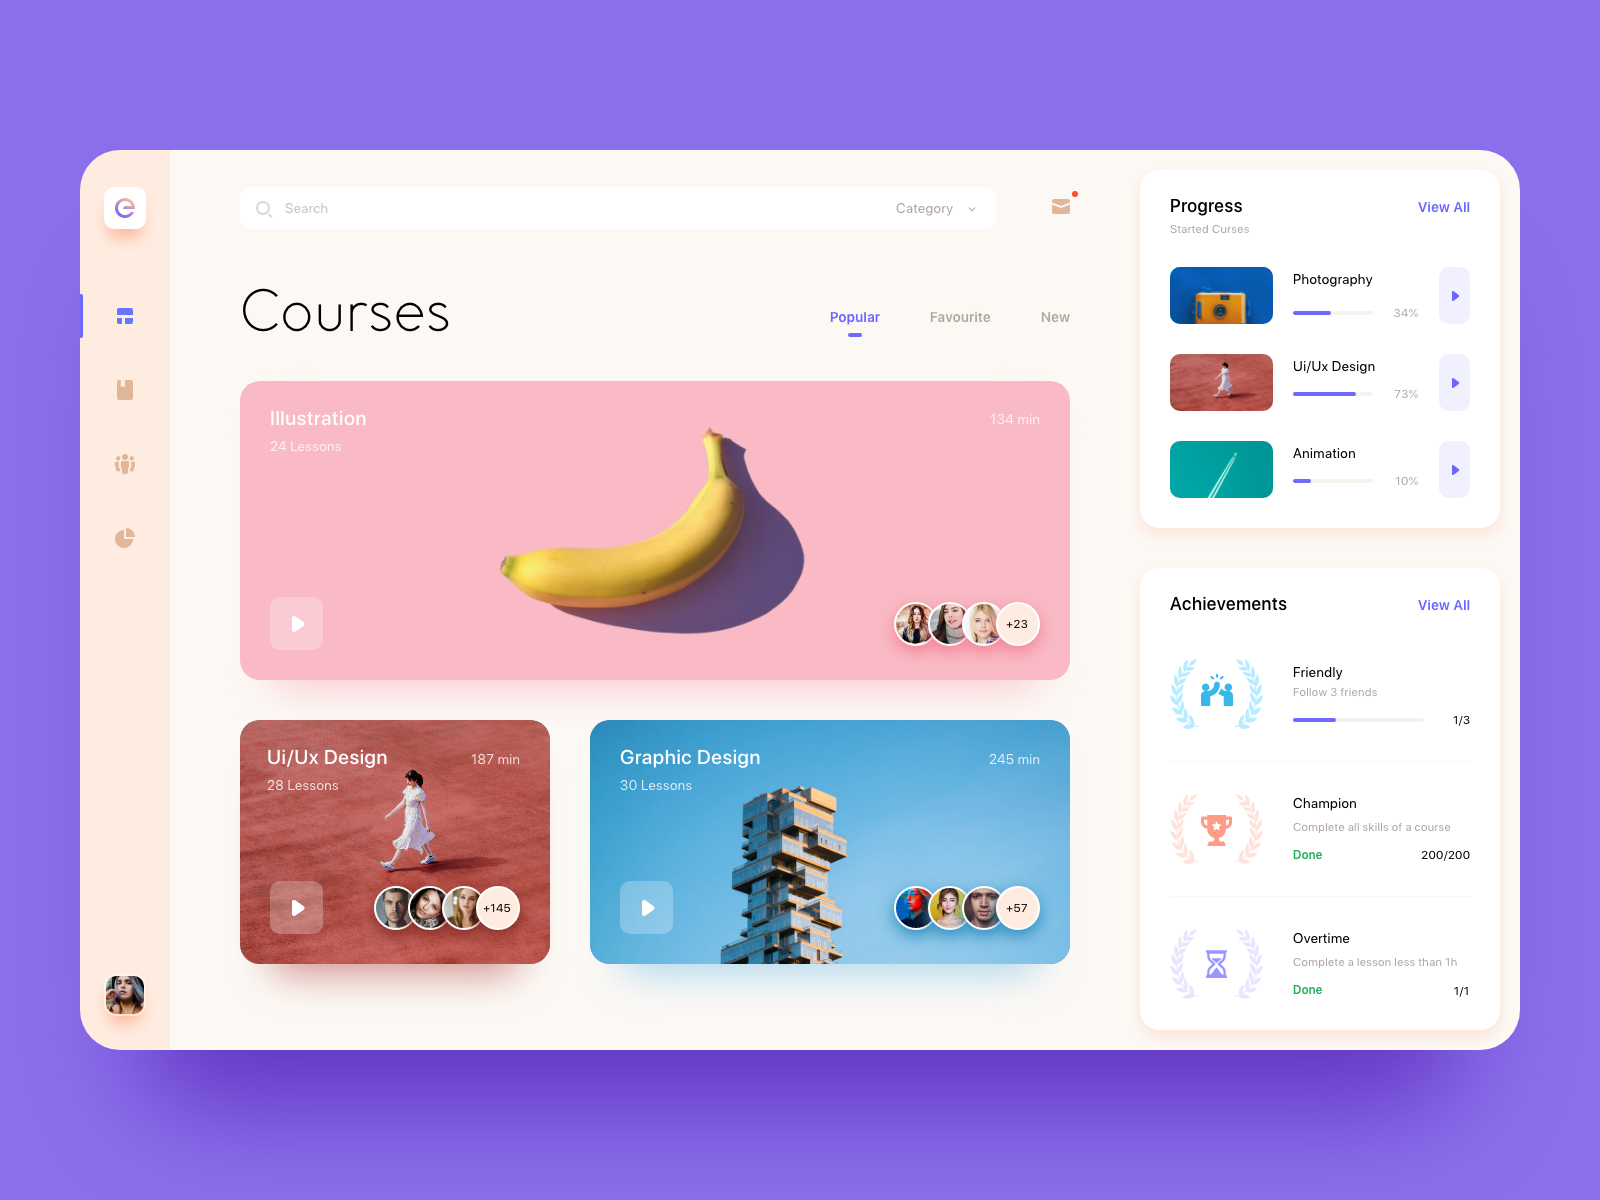 e
Search
Category
Courses
Popular
Favourite
New
Illustration
134 min
24 Lessons
+23
Ui/Ux Design
187 min
28 Lessons
+145
Graphic Design
245 min
30 Lessons
+57
Progress
View All
Started Curses
Photography
34%
Ui/Ux Design
73%
Animation
10%
Achievements
View All
Friendly
Follow 3 friends
1/3
Champion
Complete all skills of a course
Done
200/200
Overtime
Complete a lesson less than 1h
Done
1/1